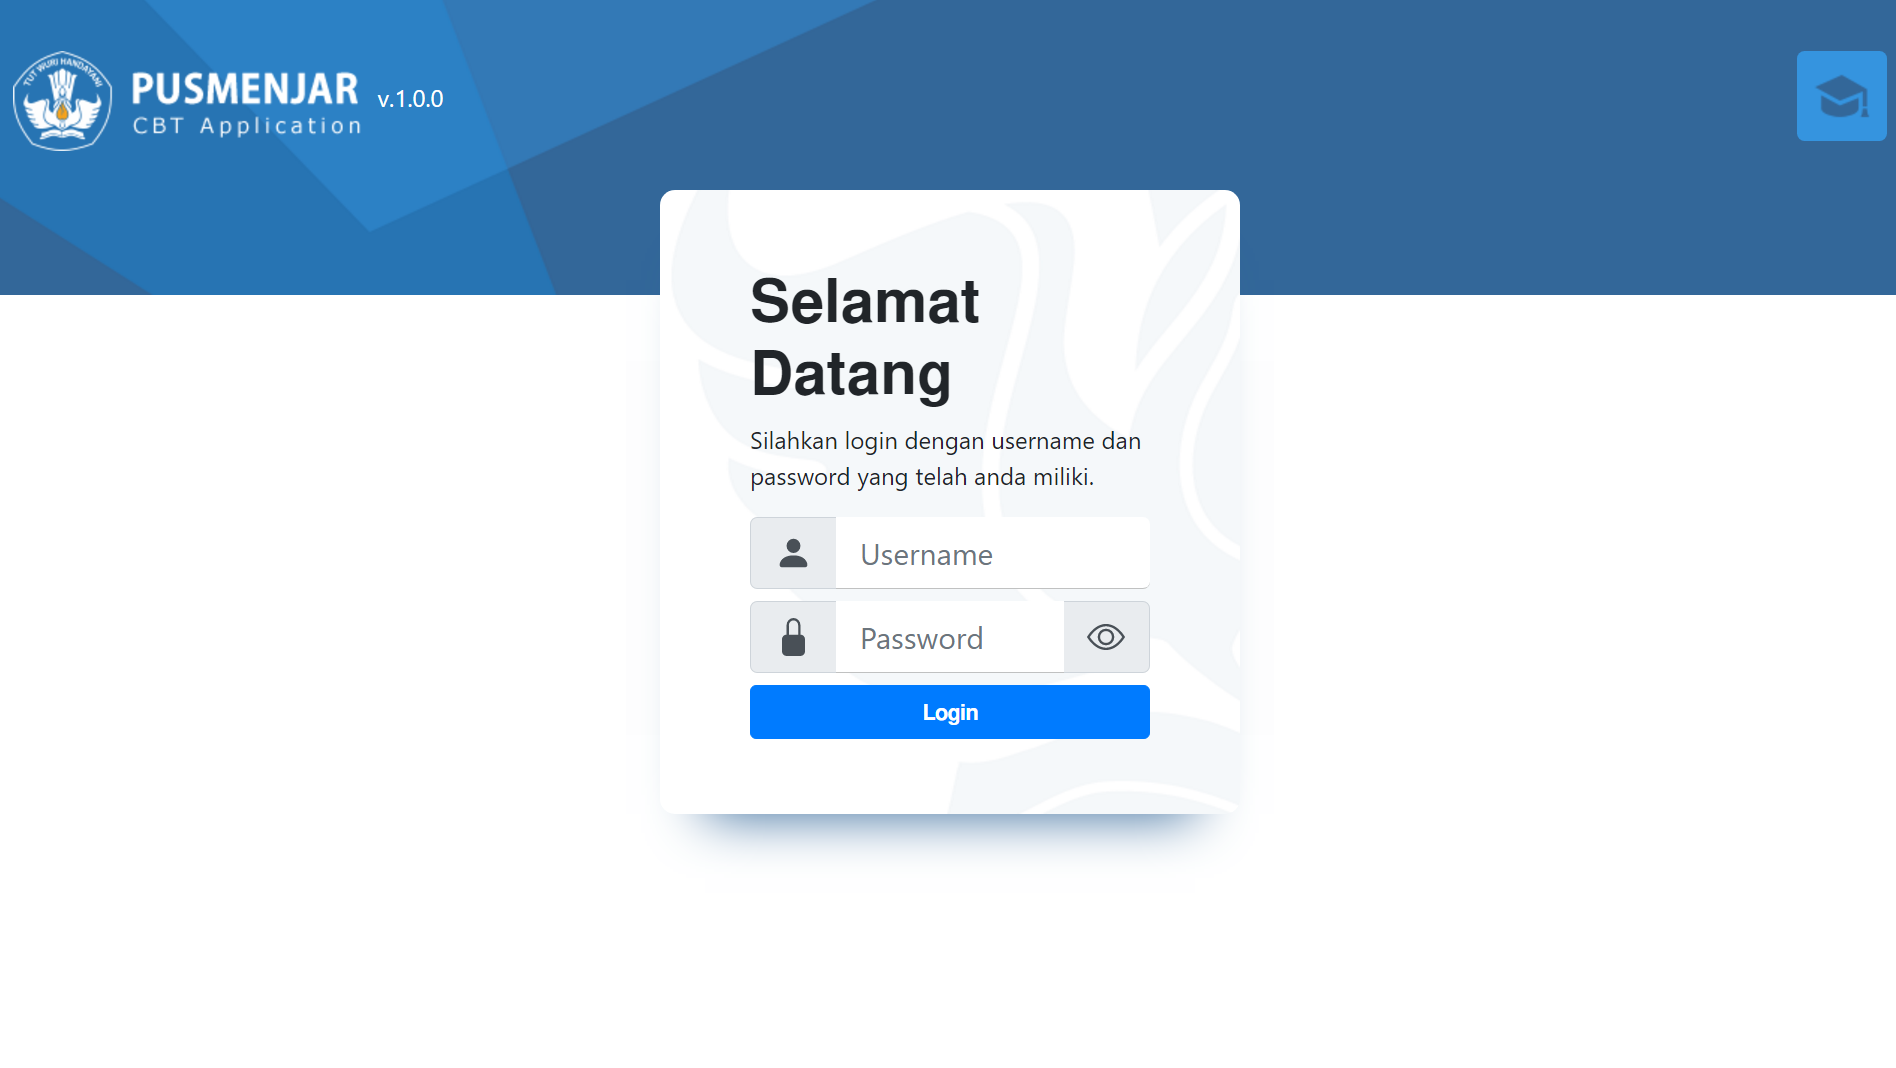 TUT WURI HANDAYANI
PUSMENJAR
CBT Application
v.1.0.0
Selamat
Datang
Silahkan login dengan username dan
password yang telah anda miliki.
Username
Password
Login